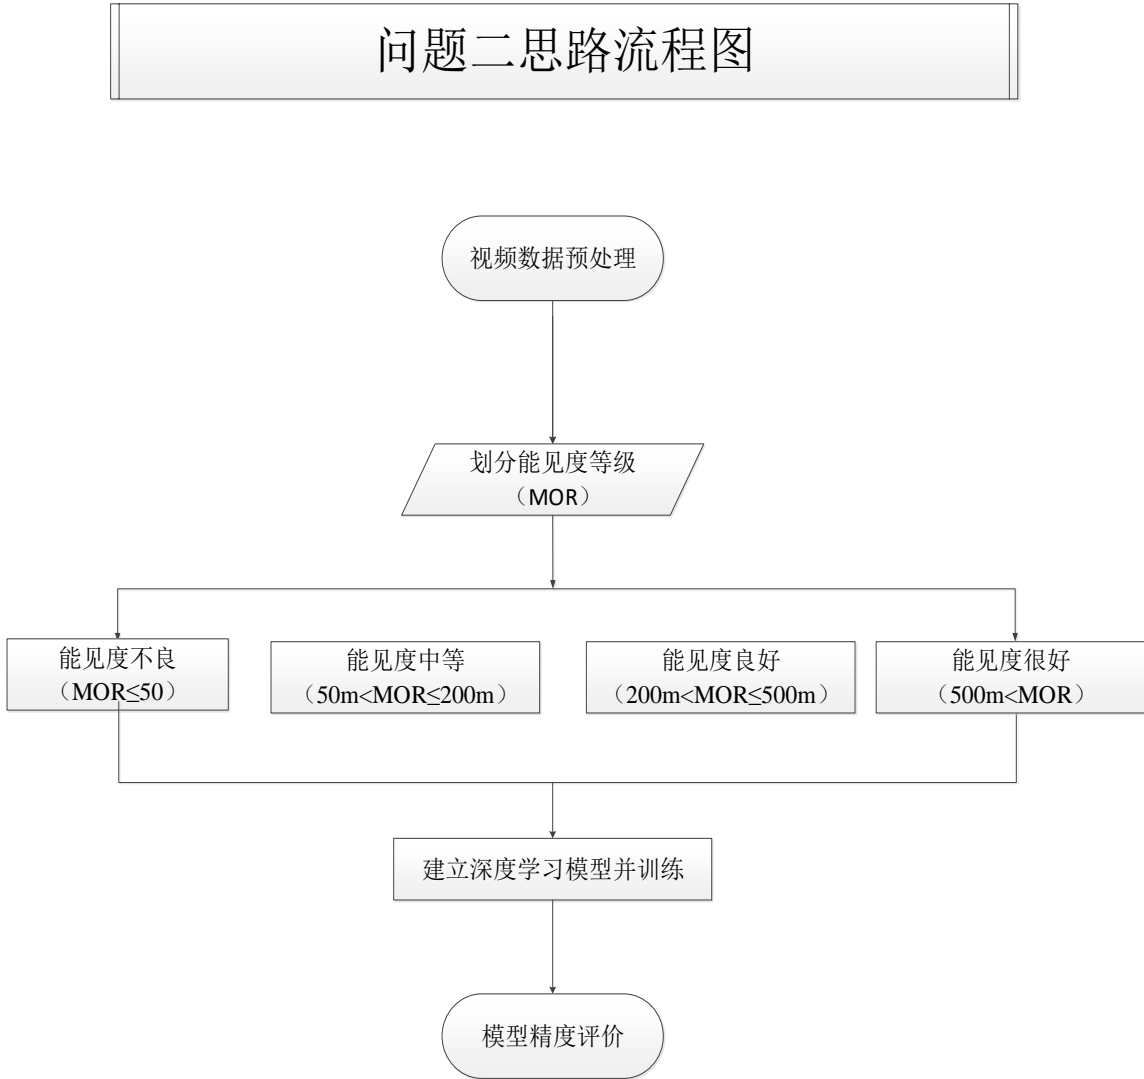 问题二思路流程图
视频数据预处理
划分能见度等级
（MOR）
能见度不良
（MOR≤50）
能见度中等
（50m<MOR≤200m）
能见度良好
（200m<MOR≤500m）
能见度很好
（500m<MOR）
建立深度学习模型并训练
模型精度评价